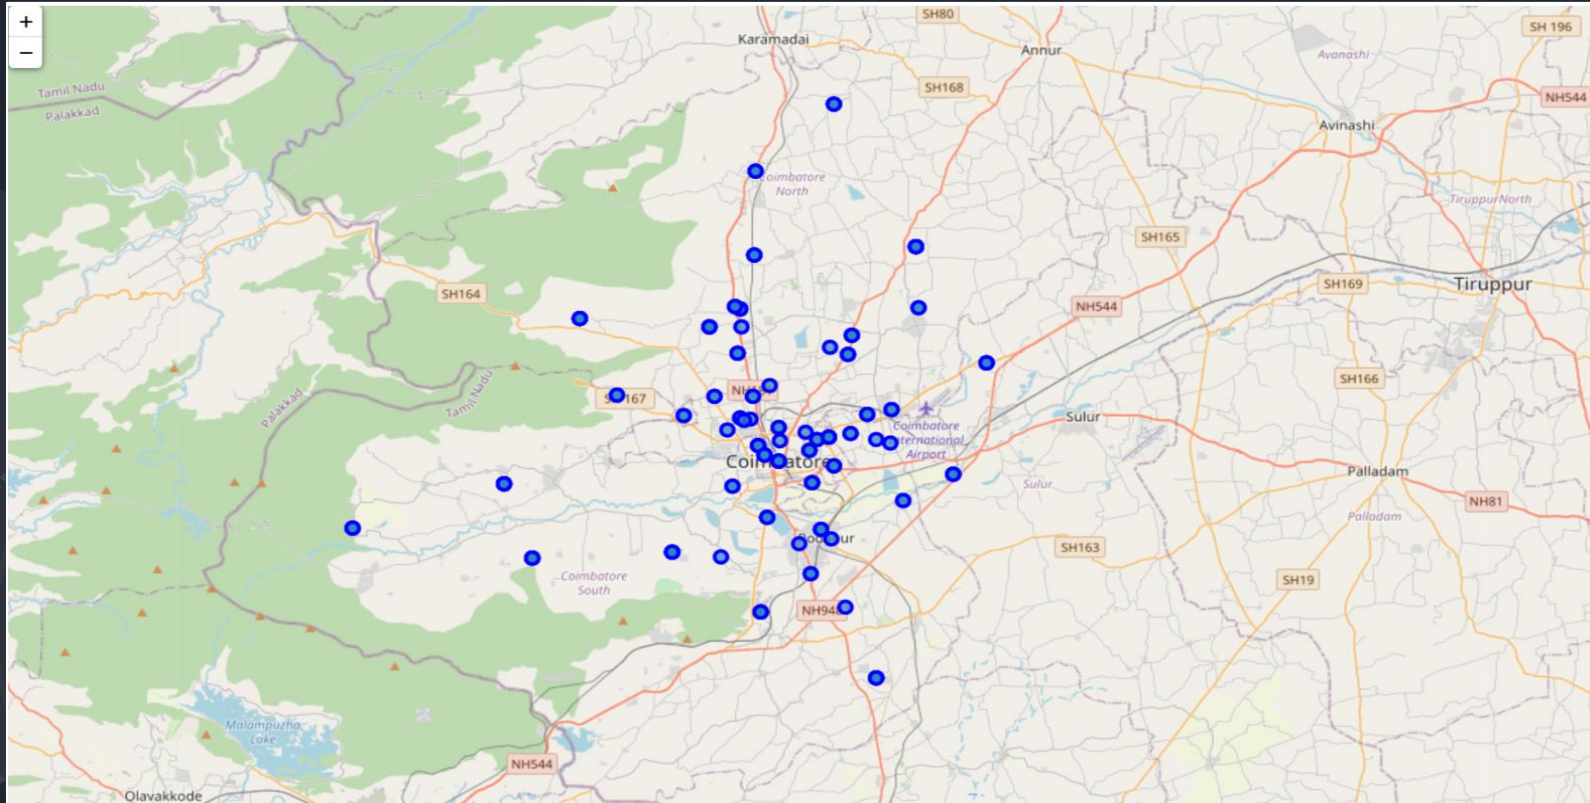 +
−
SH80
Karamadai
Annur
SH 196
Avanashi
Tamil Nadu
Palakkad
SH168
NH544
Avinashi
Coimbatore
North
TiruppurNorth
SH165
SH164
SH169
Tiruppur
NH544
SH166
Palakkad
Tamil Nadu
Sulur
Coimbatore
International
Airport
Coimbatore
Palladam
Sulur
NH81
Palladam
SH163
Coimbatore
South
SH19
Malampuzha
Lake
NH544
Olavakkode